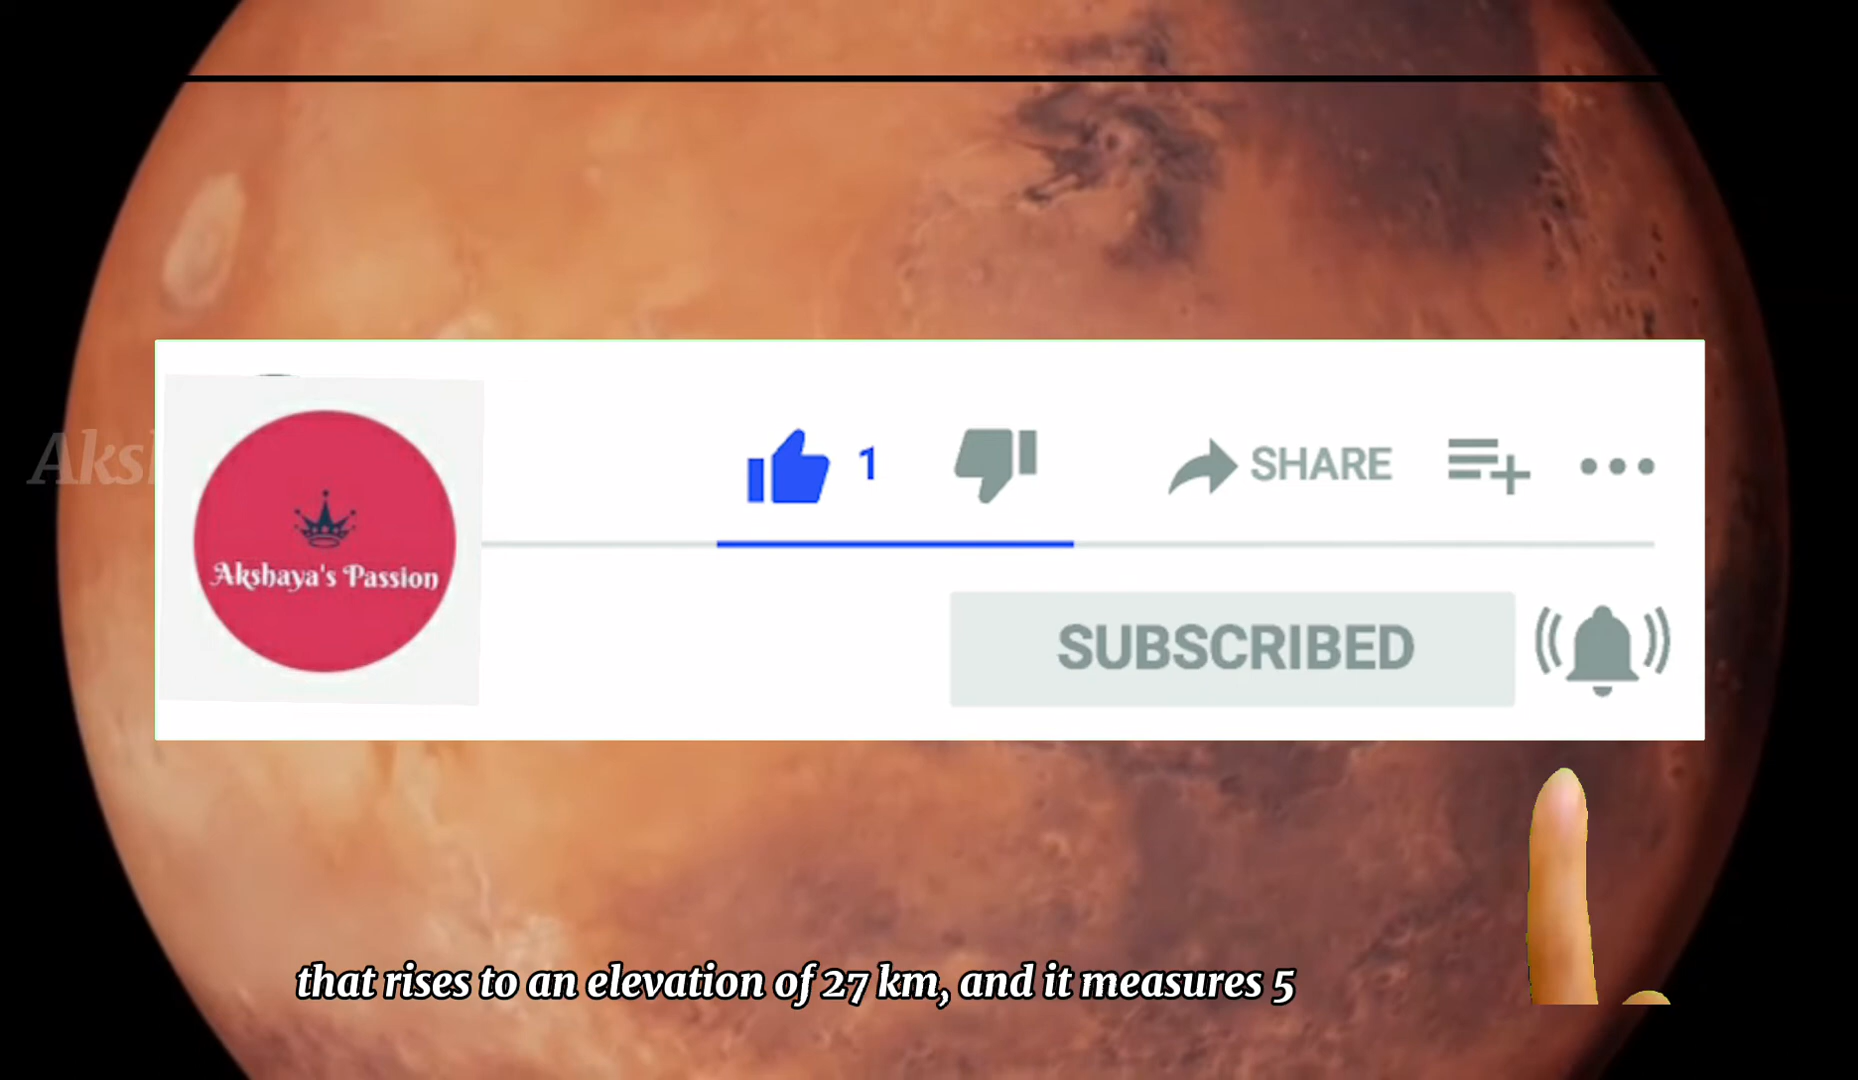 1
SHARE
Akshaya's Passion
SUBSCRIBED
that rises to an elevation of 27 km, and it measures 5